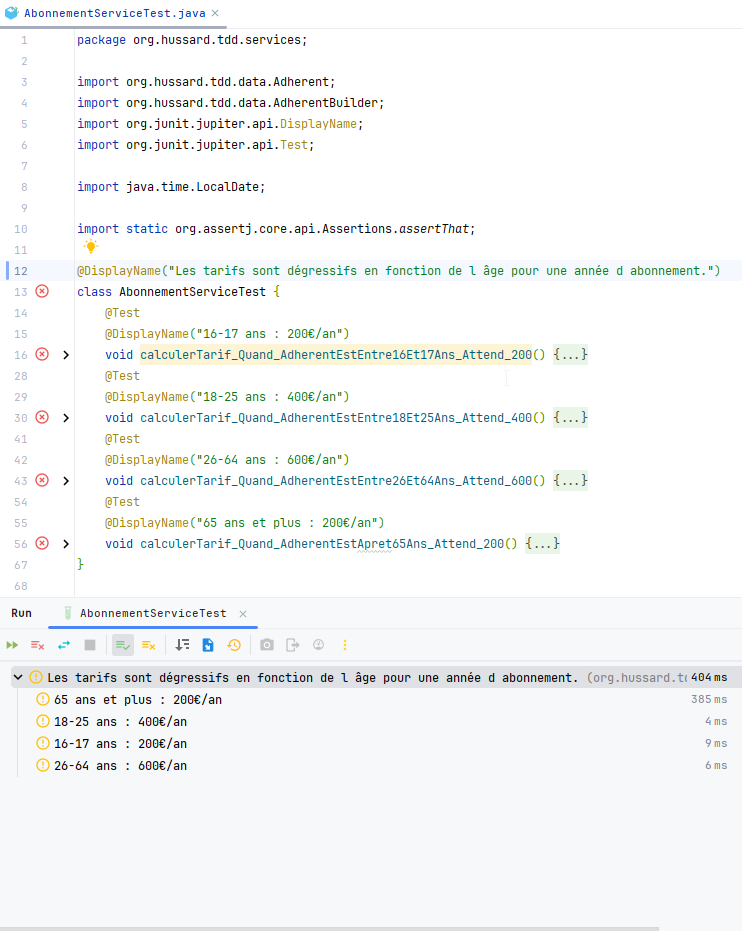 AbonnementServiceTest.java
1 package org.hussard.tdd.services;
2
3 import org.hussard.tdd.data.Adherent;
4 import org.hussard.tdd.data.AdherentBuilder;
5 import org.junit.jupiter.api.DisplayName;
6 import org.junit.jupiter.api.Test;
7
8 import java.time.LocalDate;
9
10 import static org.assertj.core.api.Assertions.assertThat;
11
12 @DisplayName("Les tarifs sont dégressifs en fonction de l âge pour une année d abonnement.")
13 class AbonnementServiceTest {
14 @Test
15 @DisplayName("16-17 ans : 200€/an")
16 void calculerTarif_Quand_AdherentEstEntre16Et17Ans_Attend_200() {...}
28 @Test
29 @DisplayName("18-25 ans : 400€/an")
30 void calculerTarif_Quand_AdherentEstEntre18Et25Ans_Attend_400() {...}
41 @Test
42 @DisplayName("26-64 ans : 600€/an")
43 void calculerTarif_Quand_AdherentEstEntre26Et64Ans_Attend_600() {...}
54 @Test
55 @DisplayName("65 ans et plus : 200€/an")
56 void calculerTarif_Quand_AdherentEstApret65Ans_Attend_200() {...}
67 }
68
Run AbonnementServiceTest
Les tarifs sont dégressifs en fonction de l âge pour une année d abonnement. (org.hussard.td 404 ms
65 ans et plus : 200€/an 385 ms
18-25 ans : 400€/an 4 ms
16-17 ans : 200€/an 9 ms
26-64 ans : 600€/an 6 ms